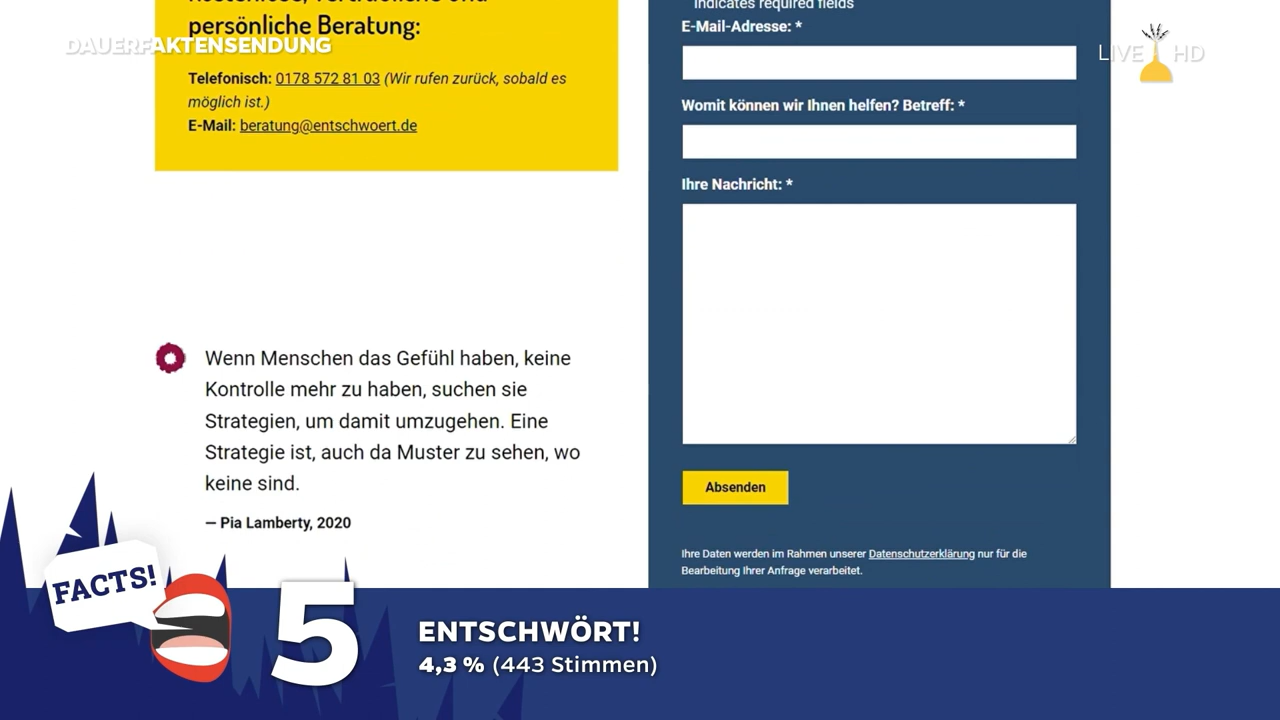 kostenlose, vertrauliche und
persönliche Beratung:
DAUERFAKTENSENDUNG
Telefonisch: 0178 572 81 03 (Wir rufen zurück, sobald es
möglich ist.)
E-Mail: beratung@entschwoert.de
Wenn Menschen das Gefühl haben, keine
Kontrolle mehr zu haben, suchen sie
Strategien, um damit umzugehen. Eine
Strategie ist, auch da Muster zu sehen, wo
keine sind.
— Pia Lamberty, 2020
indicates required fields
E-Mail-Adresse: *
Womit können wir Ihnen helfen? Betreff: *
Ihre Nachricht: *
Absenden
Ihre Daten werden im Rahmen unserer Datenschutzerklärung nur für die
Bearbeitung Ihrer Anfrage verarbeitet.
LIVE HD
FACTS!
5
ENTSCHWÖRT!
4,3 % (443 Stimmen)